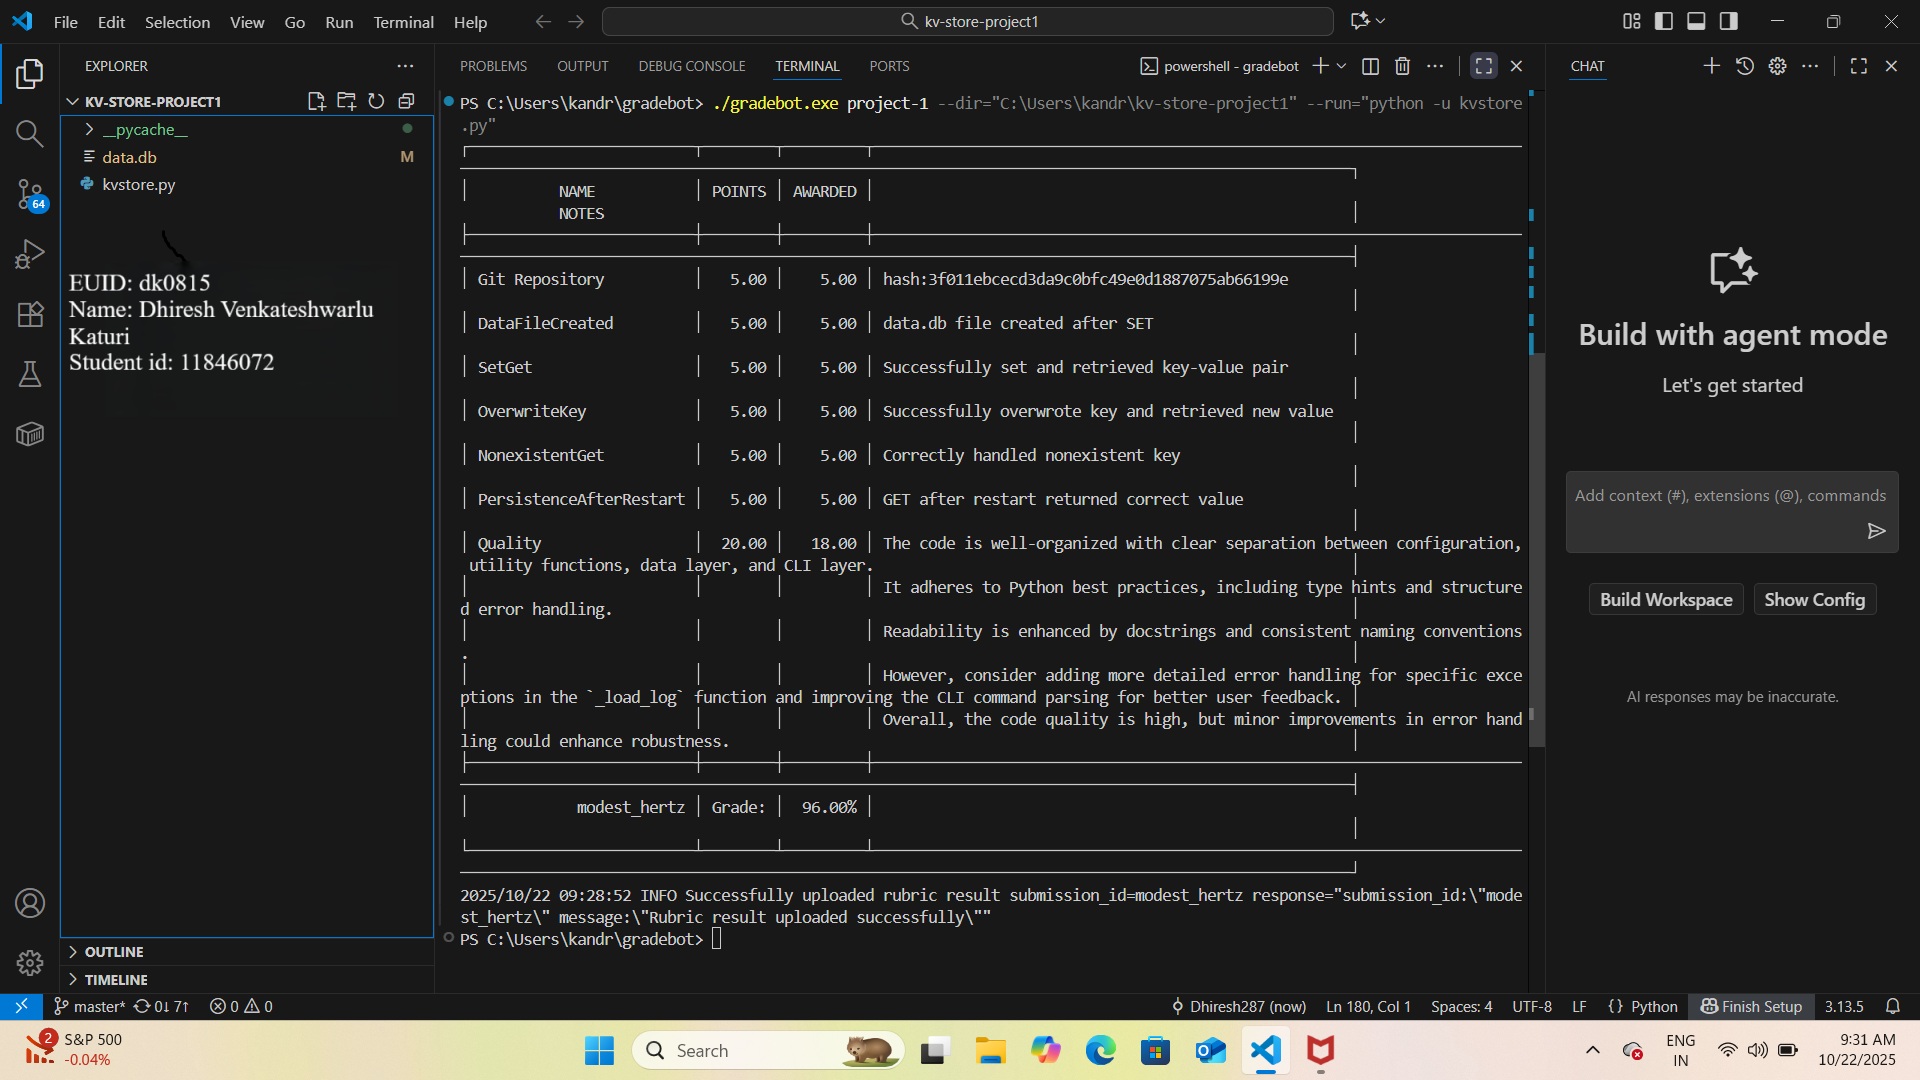 File Edit Selection View Go Run Terminal Help
kv-store-project1
EXPLORER
KV-STORE-PROJECT1
__pycache__
data.db M
kvstore.py
64
EUID: dk0815
Name: Dhiresh Venkateshwarlu
Katuri
Student id: 11846072
OUTLINE
TIMELINE
PROBLEMS OUTPUT DEBUG CONSOLE TERMINAL PORTS
powershell - gradebot
PS C:\Users\kandr\gradebot> ./gradebot.exe project-1 --dir="C:\Users\kandr\kv-store-project1" --run="python -u kvstore
.py"
NAME POINTS AWARDED
NOTES
Git Repository 5.00 5.00 hash:3f011ebcecd3da9c0bfc49e0d1887075ab66199e
DataFileCreated 5.00 5.00 data.db file created after SET
SetGet 5.00 5.00 Successfully set and retrieved key-value pair
OverwriteKey 5.00 5.00 Successfully overwrote key and retrieved new value
NonexistentGet 5.00 5.00 Correctly handled nonexistent key
PersistenceAfterRestart 5.00 5.00 GET after restart returned correct value
Quality 20.00 18.00 The code is well-organized with clear separation between configuration,
utility functions, data layer, and CLI layer.
It adheres to Python best practices, including type hints and structure
d error handling.
Readability is enhanced by docstrings and consistent naming conventions
.
However, consider adding more detailed error handling for specific exce
ptions in the `_load_log` function and improving the CLI command parsing for better user feedback.
Overall, the code quality is high, but minor improvements in error hand
ling could enhance robustness.
modest_hertz Grade: 96.00%
2025/10/22 09:28:52 INFO Successfully uploaded rubric result submission_id=modest_hertz response="submission_id:\"mode
st_hertz\" message:\"Rubric result uploaded successfully\""
PS C:\Users\kandr\gradebot>
CHAT
Build with agent mode
Let's get started
Add context (#), extensions (@), commands
Build Workspace Show Config
AI responses may be inaccurate.
master* 0↓ 7↑ 0 0 Dhiresh287 (now) Ln 180, Col 1 Spaces: 4 UTF-8 LF {} Python Finish Setup 3.13.5
2
S&P 500
-0.04%
Search
ENG
IN
9:31 AM
10/22/2025